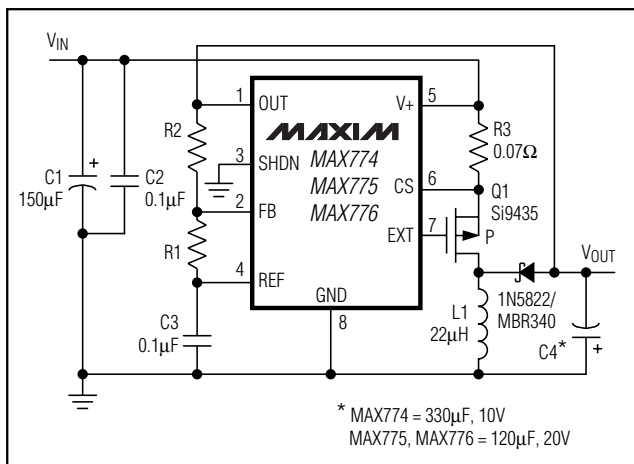 VIN
1 OUT
V+ 5
R2
MAXIM
R3
0.07Ω
3 SHDN
MAX774
C1
150µF
+
C2
0.1µF
MAX775
CS 6
Q1
Si9435
2 FB
MAX776
EXT 7
P
R1
VOUT
4 REF
GND
8
1N5822/
MBR340
C3
0.1µF
L1
22µH
C4*
+
* MAX774 = 330µF, 10V
MAX775, MAX776 = 120µF, 20V